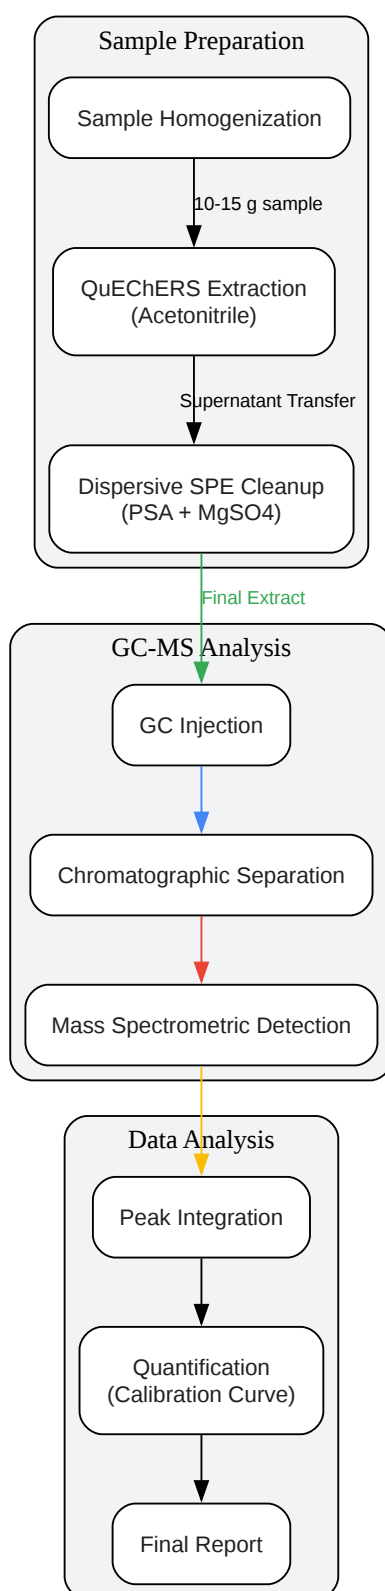 Sample Preparation
Sample Homogenization
10-15 g sample
QuEChERS Extraction
(Acetonitrile)
Supernatant Transfer
Dispersive SPE Cleanup
(PSA + MgSO4)
Final Extract
GC-MS Analysis
GC Injection
Chromatographic Separation
Mass Spectrometric Detection
Data Analysis
Peak Integration
Quantification
(Calibration Curve)
Final Report